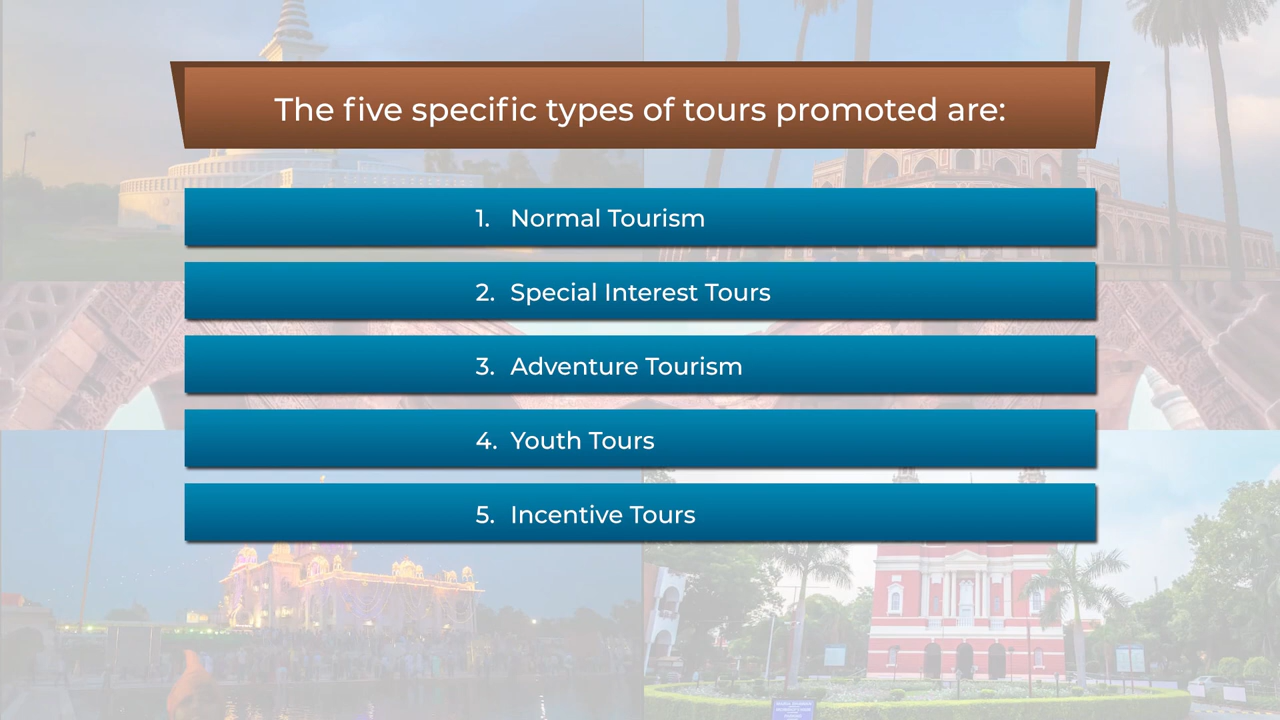 The five specific types of tours promoted are:
1. Normal Tourism
2. Special Interest Tours
3. Adventure Tourism
4. Youth Tours
5. Incentive Tours